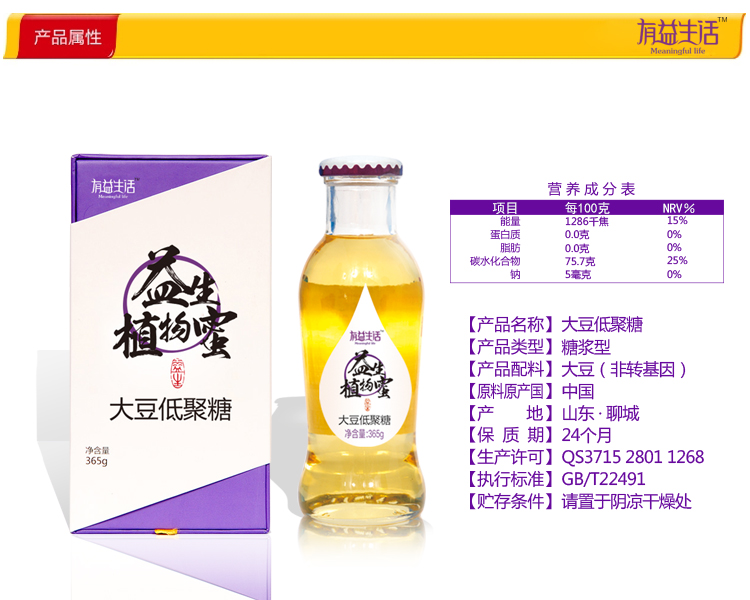 产品属性
有益生活TM
Meaningful life
有益生活
Meaningful life
益生
植物蜜
大豆低聚糖
净含量
365g
有益生活
Meaningful life
益生
植物蜜
大豆低聚糖
净含量:365g
营养成分表
项目 每100克 NRV%
能量 1286千焦 15%
蛋白质 0.0克 0%
脂肪 0.0克 0%
碳水化合物 75.7克 25%
钠 5毫克 0%
【产品名称】大豆低聚糖
【产品类型】糖浆型
【产品配料】大豆（非转基因）
【原料原产国】中国
【产 地】山东·聊城
【保 质 期】24个月
【生产许可】QS3715 2801 1268
【执行标准】GB/T22491
【贮存条件】请置于阴凉干燥处